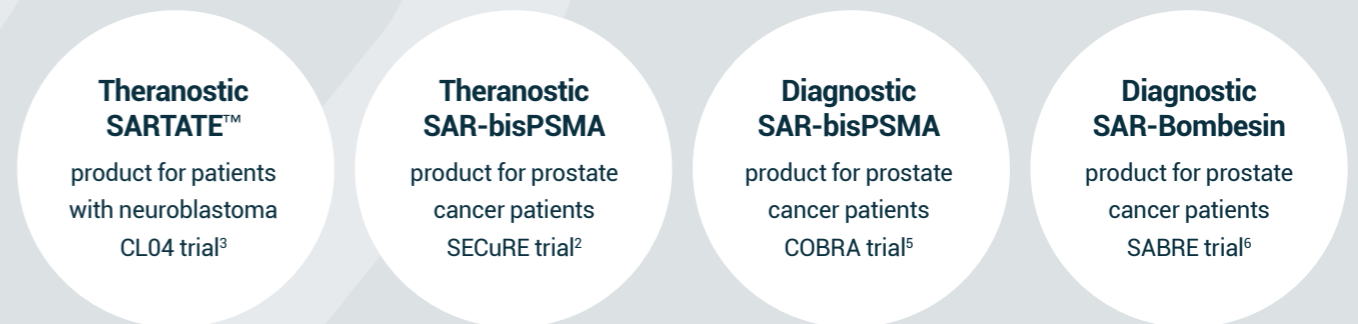 Theranostic
SARTATE™
product for patients
with neuroblastoma
CL04 trial³
Theranostic
SAR-bisPSMA
product for prostate
cancer patients
SECuRE trial²
Diagnostic
SAR-bisPSMA
product for prostate
cancer patients
COBRA trial⁵
Diagnostic
SAR-Bombesin
product for prostate
cancer patients
SABRE trial⁶